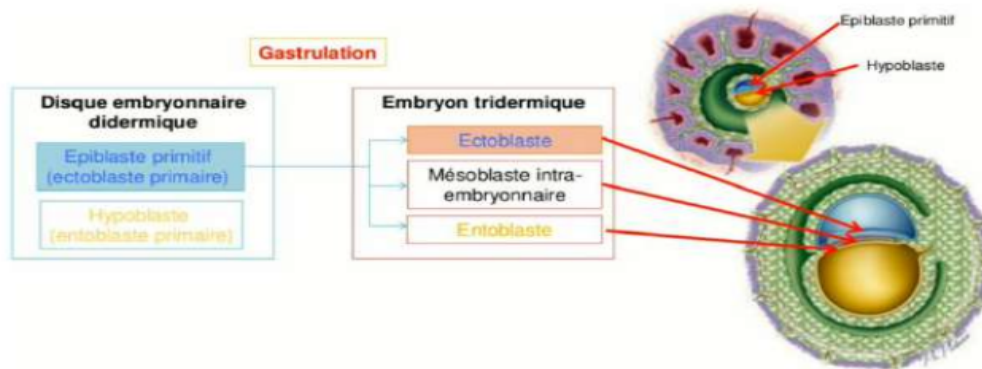 Gastrulation
Disque embryonnaire
didermique
Epiblaste primitif
(ectoblaste primaire)
Hypoblaste
(entoblaste primaire)
Embryon tridermique
Ectoblaste
Mésoblaste intra-
embryonnaire
Entoblaste
Epiblaste primitif
Hypoblaste